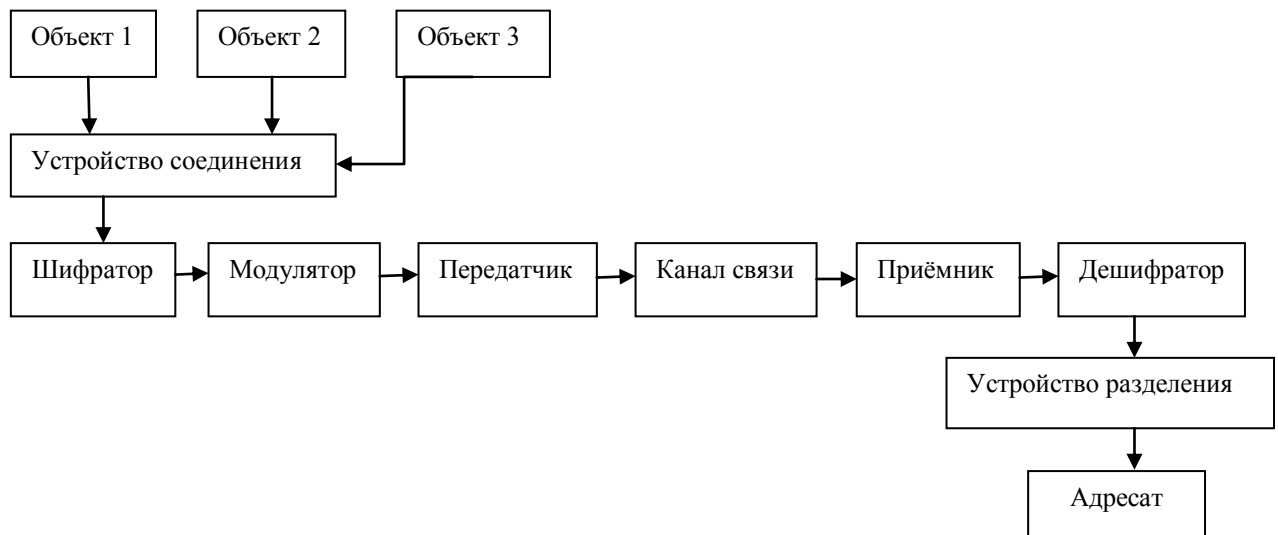 Объект 1
Объект 2
Объект 3
Устройство соединения
Шифратор
Модулятор
Передатчик
Канал связи
Приёмник
Дешифратор
Устройство разделения
Адресат